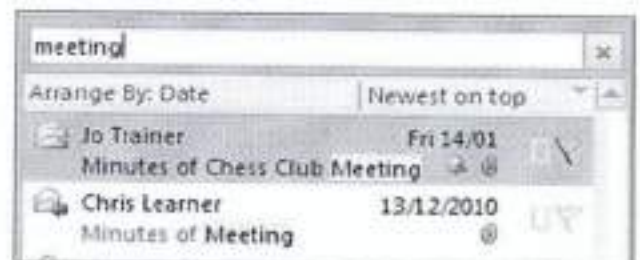 meeting
Arrange By: Date Newest on top
Jo Trainer Fri 14/01
Minutes of Chess Club Meeting
Chris Learner 13/12/2010
Minutes of Meeting